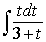 ∫ tdt / 3 + t